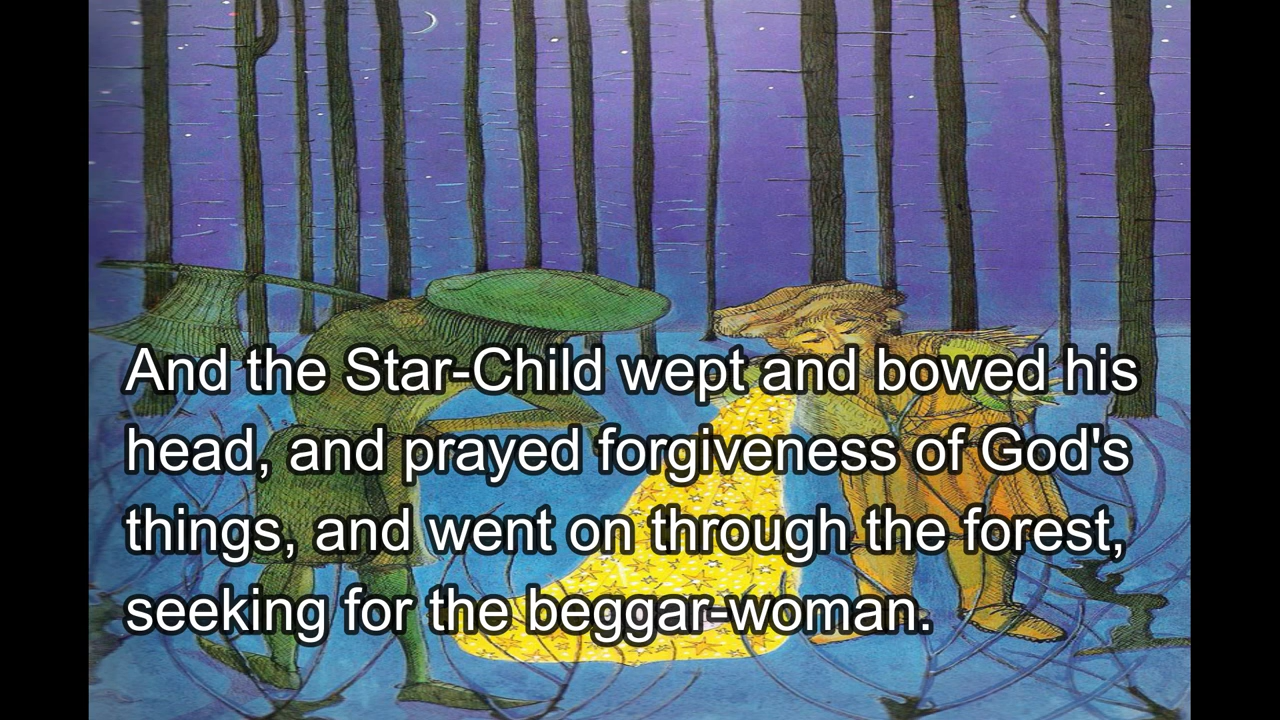 And the Star-Child wept and bowed his
head, and prayed forgiveness of God's
things, and went on through the forest,
seeking for the beggar-woman.